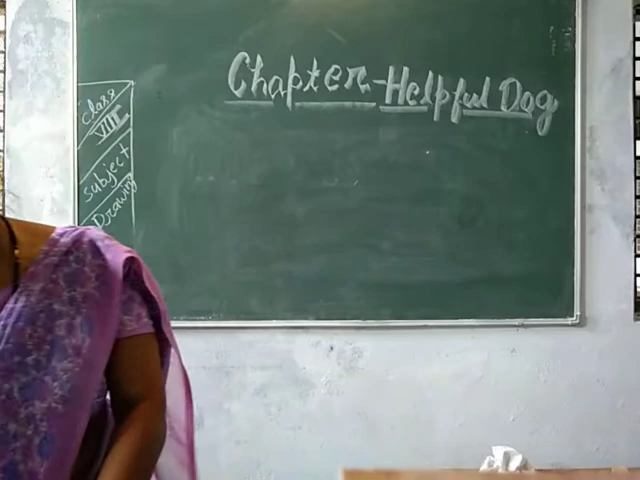 Chapter-Helpful Dog
Class
VIII
Subject
Drawing